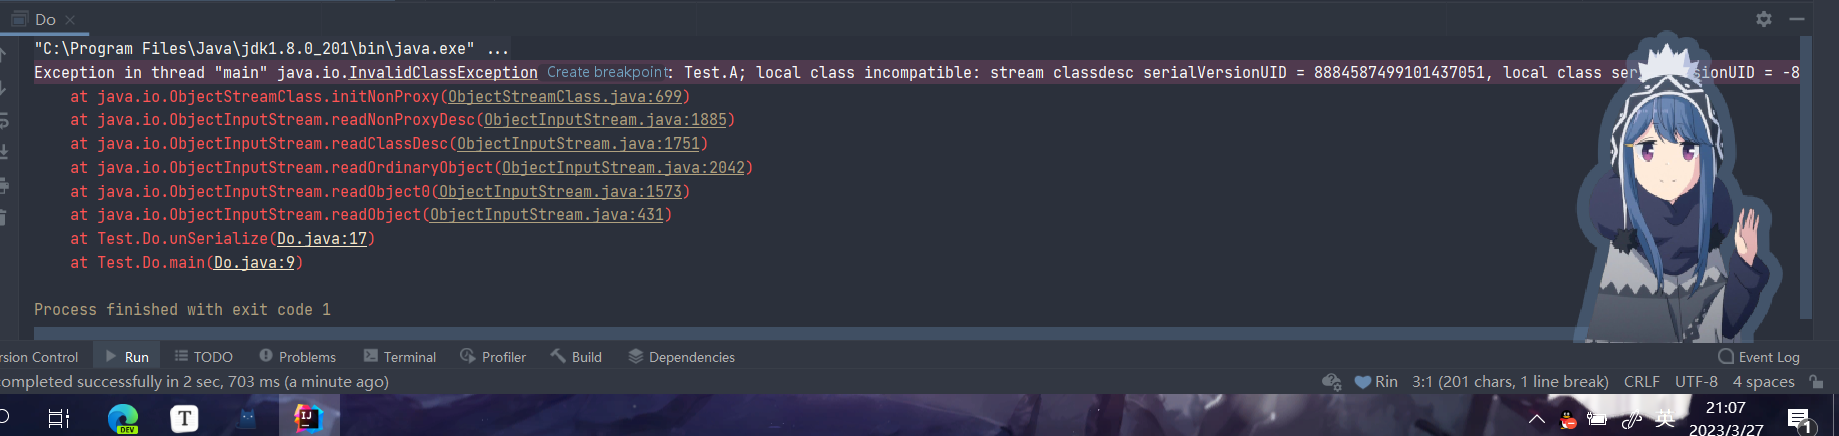 Do
"C:\Program Files\Java\jdk1.8.0_201\bin\java.exe" ...
Exception in thread "main" java.io.InvalidClassException Create breakpoint : Test.A; local class incompatible: stream classdesc serialVersionUID = 8884587499101437051, local class ser ionUID = -8
at java.io.ObjectStreamClass.initNonProxy(ObjectStreamClass.java:699)
at java.io.ObjectInputStream.readNonProxyDesc(ObjectInputStream.java:1885)
at java.io.ObjectInputStream.readClassDesc(ObjectInputStream.java:1751)
at java.io.ObjectInputStream.readOrdinaryObject(ObjectInputStream.java:2042)
at java.io.ObjectInputStream.readObject0(ObjectInputStream.java:1573)
at java.io.ObjectInputStream.readObject(ObjectInputStream.java:431)
at Test.Do.unSerialize(Do.java:17)
at Test.Do.main(Do.java:9)
Process finished with exit code 1
rsion Control Run TODO Problems Terminal Profiler Build Dependencies Event Log
completed successfully in 2 sec, 703 ms (a minute ago) Rin 3:1 (201 chars, 1 line break) CRLF UTF-8 4 spaces
DEV T IJ 英 21:07
2023/3/27 1